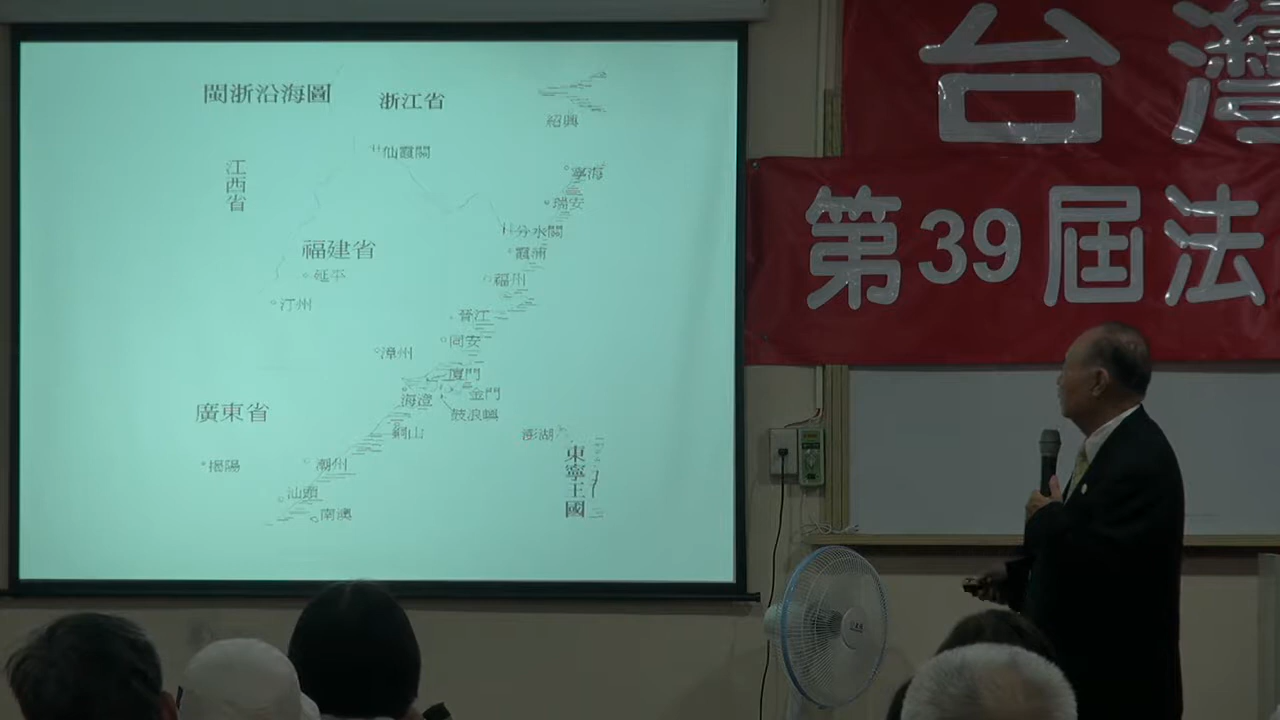 閩浙沿海圖
浙江省
紹興
仙霞關
江西省
寧海
瑞安
分水關
霞浦
福建省
延平
福州
汀州
晉江
同安
漳州
廈門
金門
海澄
鼓浪嶼
廣東省
銅山
澎湖
東寧王國
揭陽
潮州
汕頭
南澳
台灣
第39屆法